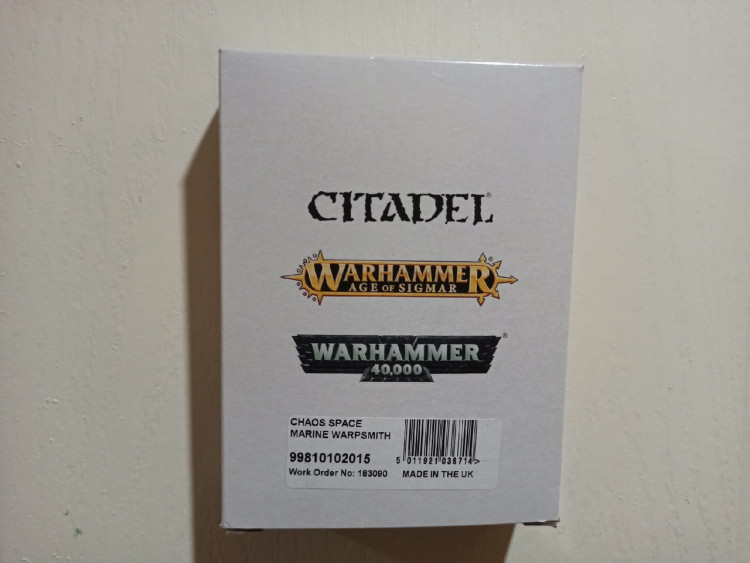 CITADEL®
WARHAMMER®
AGE OF SIGMAR
WARHAMMER®
40,000
CHAOS SPACE
MARINE WARPSMITH
99810102015
5 011921 036714 >
Work Order No: 183090 MADE IN THE UK